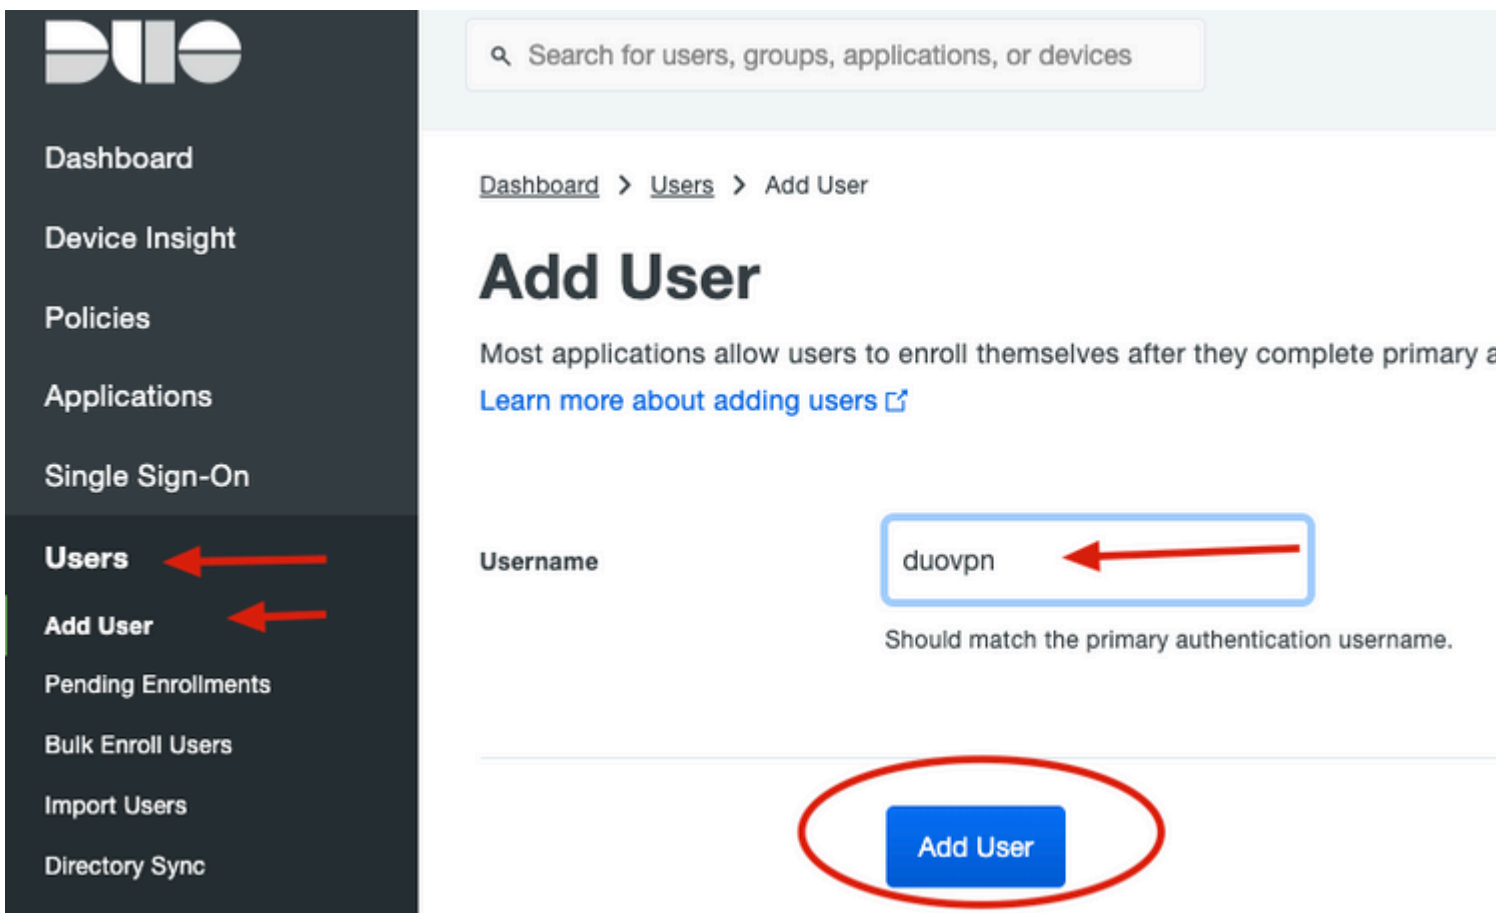 DUO
Search for users, groups, applications, or devices
Dashboard
Device Insight
Policies
Applications
Single Sign-On
Users
Add User
Pending Enrollments
Bulk Enroll Users
Import Users
Directory Sync
Dashboard > Users > Add User
Add User
Most applications allow users to enroll themselves after they complete primary a
Learn more about adding users
Username
duovpn
Should match the primary authentication username.
Add User